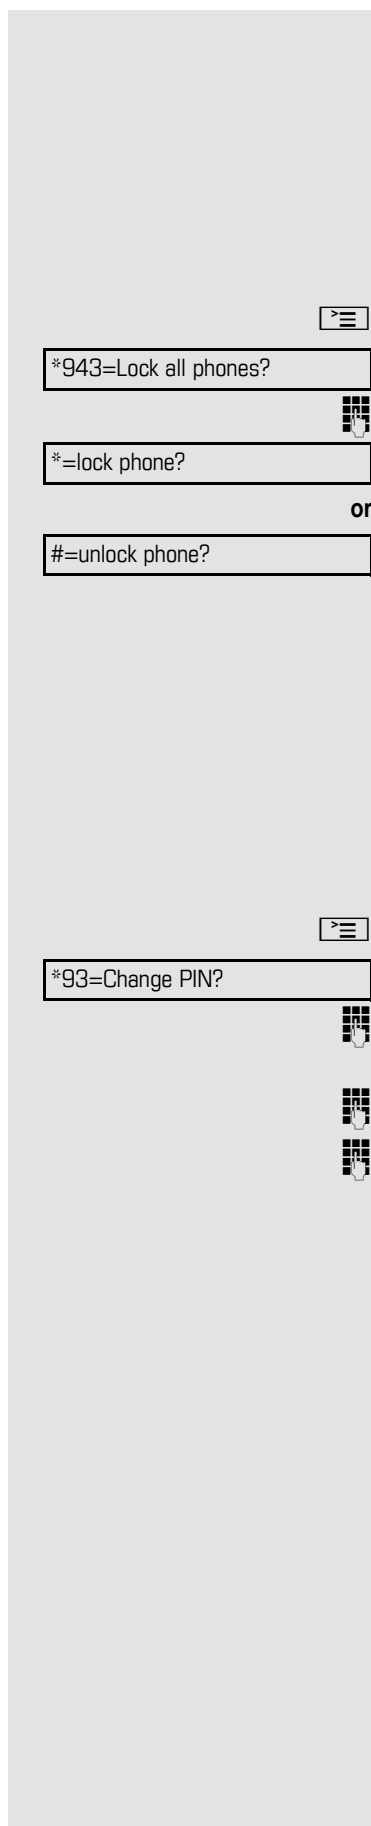 *943=Lock all phones?
*=lock phone?
or
#=unlock phone?
*93=Change PIN?